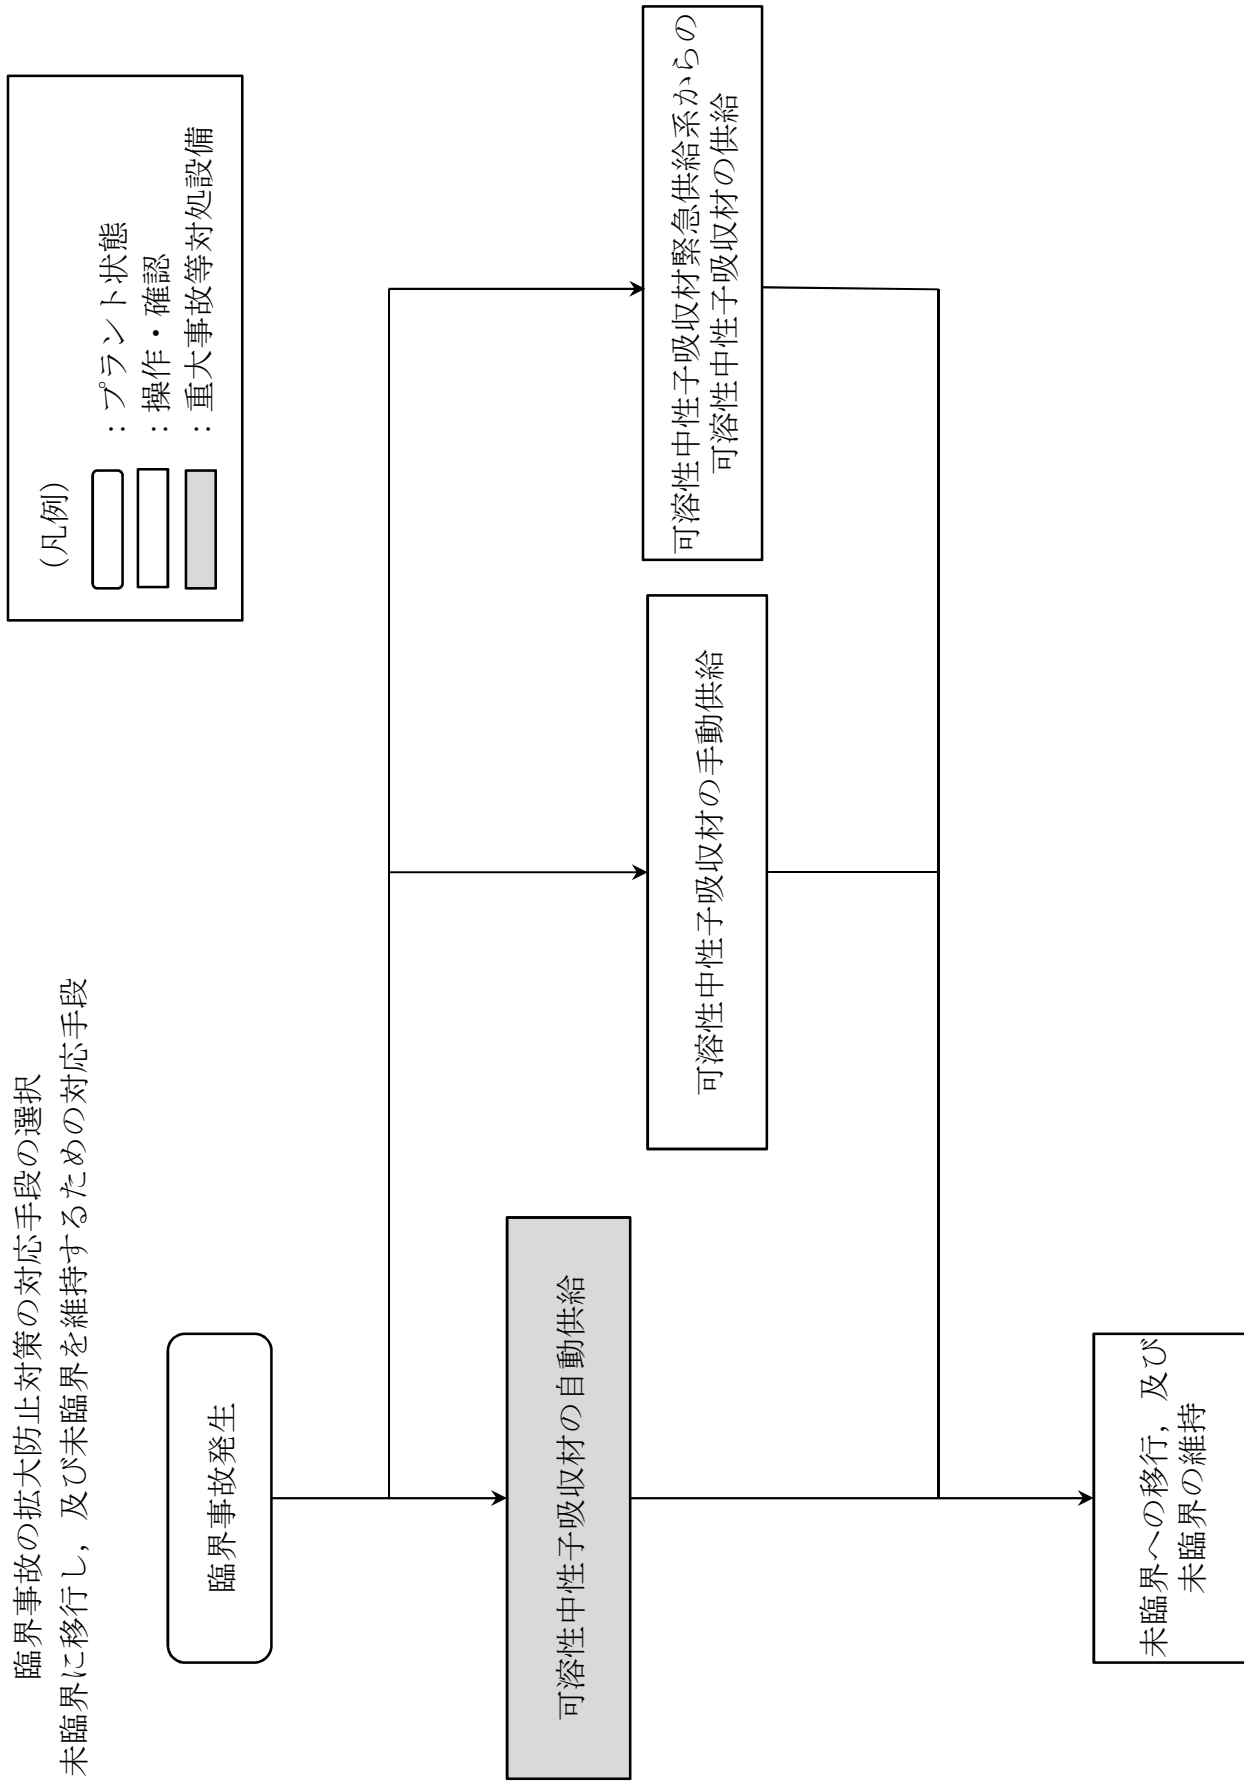 臨界事故の拡大防止対策の対応手段の選択
未臨界に移行し，及び未臨界を維持するための対応手段
(凡例)
：プラント状態
：操作・確認
：重大事故等対処設備
臨界事故発生
可溶性中性子吸収材の自動供給
可溶性中性子吸収材の手動供給
可溶性中性子吸収材緊急供給系からの
可溶性中性子吸収材の供給
未臨界への移行，及び
未臨界の維持